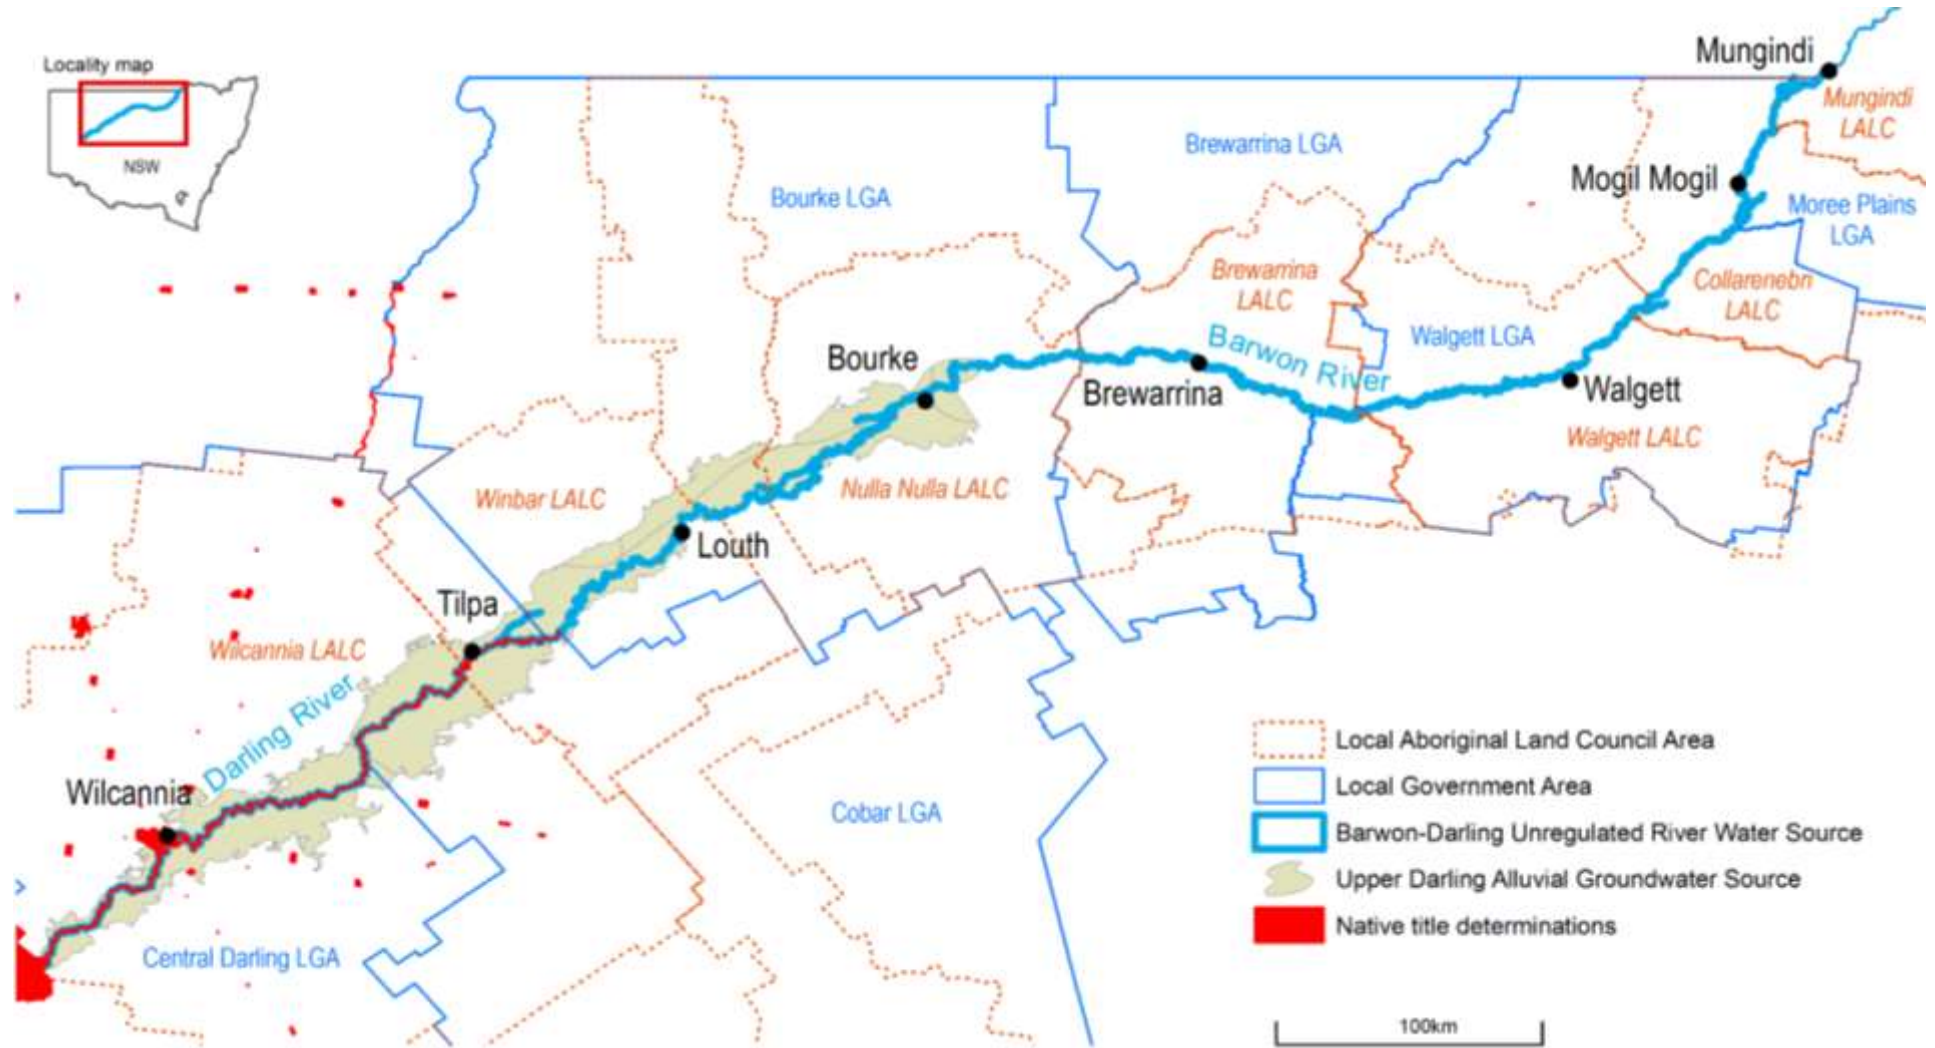 Locality map
NSW
Mungindi
Mungindi
LALC
Mogil Mogil
Moree Plains
LGA
Brewarrina LGA
Bourke LGA
Brewarrina
LALC
Collarenebn
LALC
Barwon River
Walgett LGA
Bourke
Brewarrina
Walgett
Walgett LALC
Winbar LALC
Nulla Nulla LALC
Louth
Tilpa
Wilcannia LALC
Darling River
Wilcannia
Cobar LGA
Central Darling LGA
Local Aboriginal Land Council Area
Local Government Area
Barwon-Darling Unregulated River Water Source
Upper Darling Alluvial Groundwater Source
Native title determinations
100km